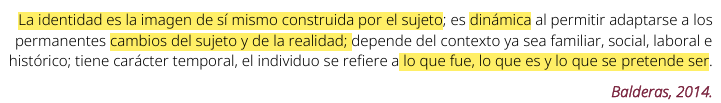 La identidad es la imagen de sí mismo construida por el sujeto; es dinámica al permitir adaptarse a los
permanentes cambios del sujeto y de la realidad; depende del contexto ya sea familiar, social, laboral e
histórico; tiene carácter temporal, el individuo se refiere a lo que fue, lo que es y lo que se pretende ser.
Balderas, 2014.